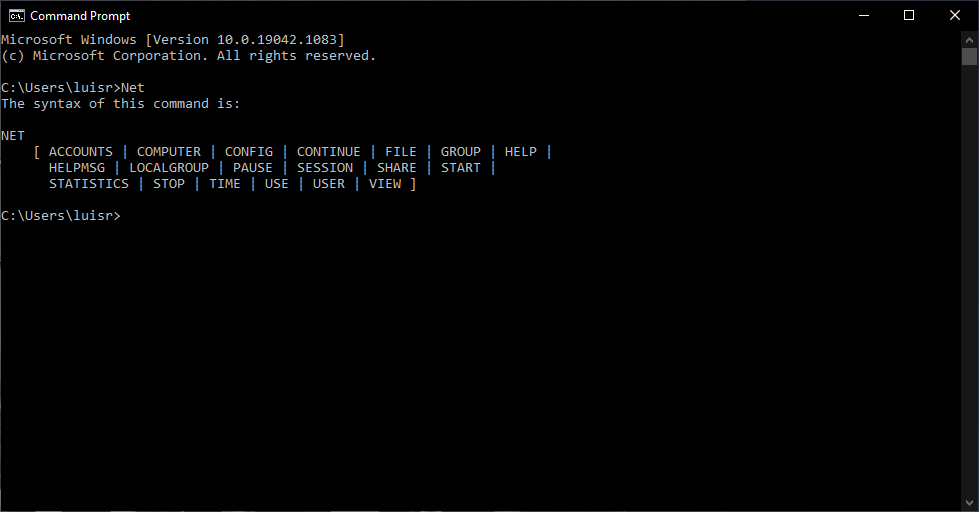 Command Prompt
Microsoft Windows [Version 10.0.19042.1083]
(c) Microsoft Corporation. All rights reserved.
C:\Users\luisr>Net
The syntax of this command is:
NET
[ ACCOUNTS | COMPUTER | CONFIG | CONTINUE | FILE | GROUP | HELP |
HELPMSG | LOCALGROUP | PAUSE | SESSION | SHARE | START |
STATISTICS | STOP | TIME | USE | USER | VIEW ]
C:\Users\luisr>